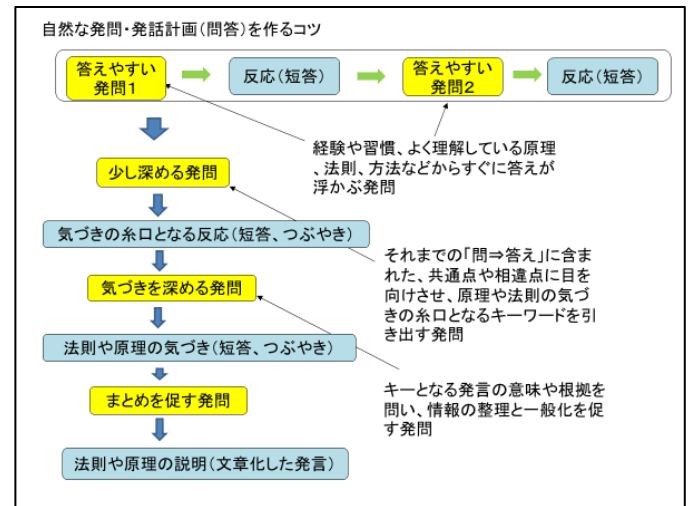 自然な発問・発話計画(問答)を作るコツ
答えやすい
発問1
反応(短答)
答えやすい
発問2
反応(短答)
経験や習慣、よく理解している原理
、法則、方法などからすぐに答えが
浮かぶ発問
少し深める発問
気づきの糸口となる反応(短答、つぶやき)
それまでの「問⇒答え」に含ま
れた、共通点や相違点に目を
向けさせ、原理や法則の気づ
きの糸口となるキーワードを引
き出す発問
気づきを深める発問
法則や原理の気づき(短答、つぶやき)
キーとなる発言の意味や根拠を
問い、情報の整理と一般化を促
す発問
まとめを促す発問
法則や原理の説明(文章化した発言)